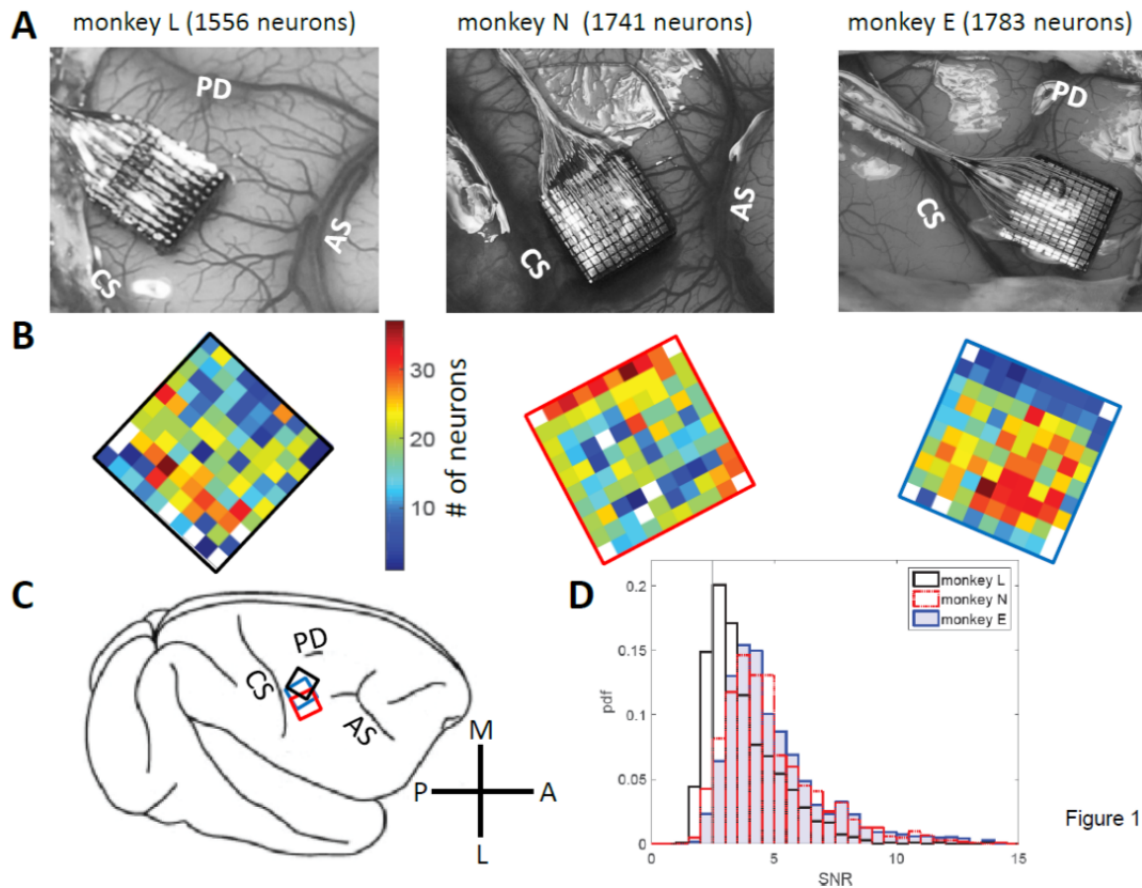 A
monkey L (1556 neurons)
monkey N (1741 neurons)
monkey E (1783 neurons)
PD
AS
CS
AS
CS
PD
CS
B
30
20
10
# of neurons
C
PD
CS
AS
M
P
A
L
D
monkey L
monkey N
monkey E
0.2
0.15
0.1
0.05
0
pdf
0
5
10
15
SNR
Figure 1